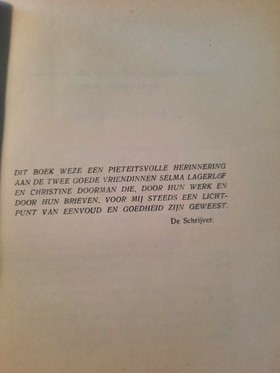 DIT BOEK WEZE EEN PIETEITSVOLLE HERINNERING
AAN DE TWEE GOEDE VRIENDINNEN SELMA LAGERLÖF
EN CHRISTINE DOORMAN DIE, DOOR HUN WERK EN
DOOR HUN BRIEVEN, VOOR MIJ STEEDS EEN LICHT-
PUNT VAN EENVOUD EN GOEDHEID ZIJN GEWEEST.
De Schrijver.